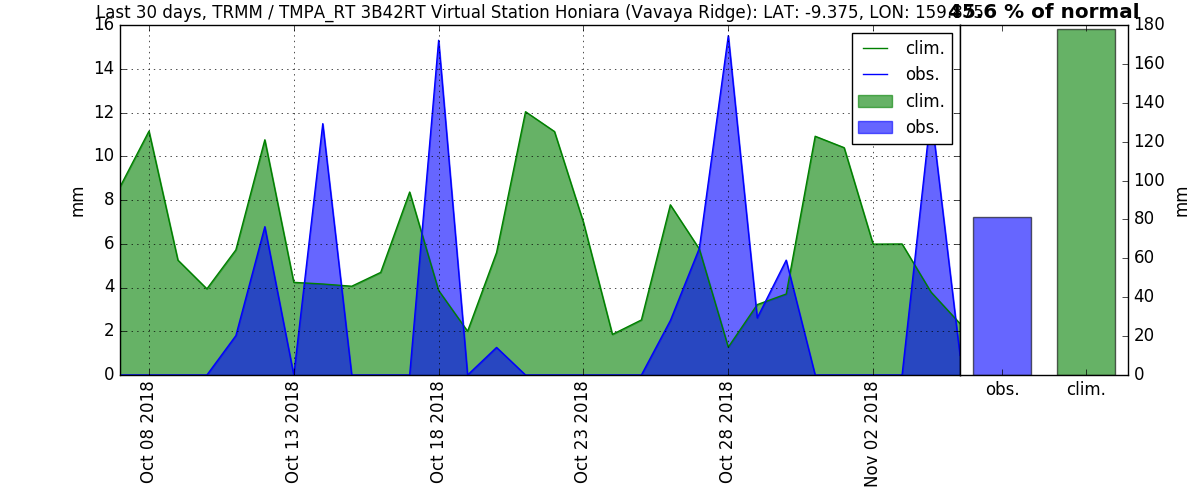 Last 30 days, TRMM / TMPA_RT 3B42RT Virtual Station Honiara (Vavaya Ridge): LAT: -9.375, LON: 159.875
45.6 % of normal
16
14
12
10
8
6
4
2
0
mm
clim.
obs.
clim.
obs.
Oct 08 2018
Oct 13 2018
Oct 18 2018
Oct 23 2018
Oct 28 2018
Nov 02 2018
180
160
140
120
100
80
60
40
20
0
mm
obs.
clim.